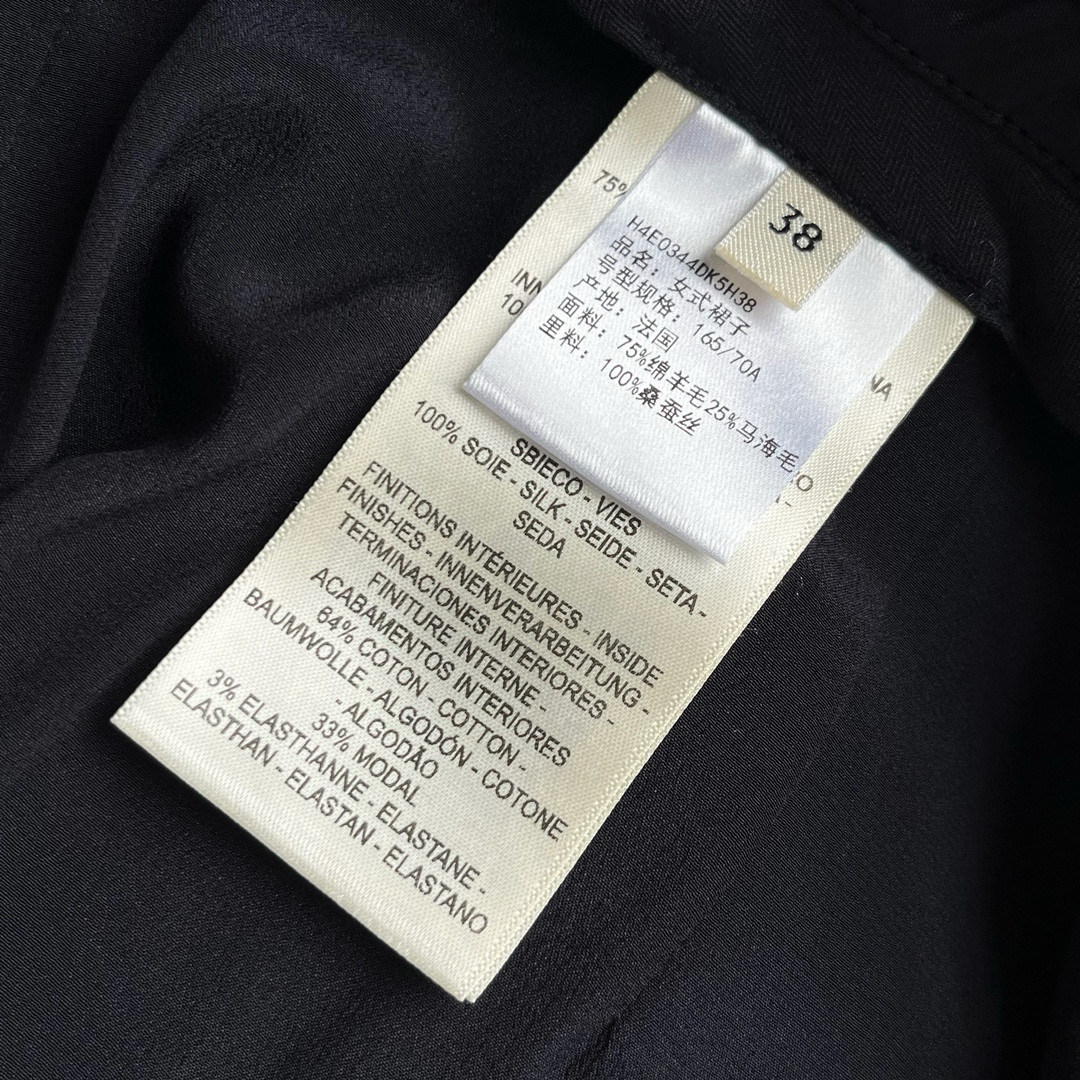 38
H4E0344DK5H38
品名：女式裙子
号型规格：165/70A
产地：法国
面料：75%绵羊毛25%马海毛
里料：100%桑蚕丝
75%
INN
10
NA
O
SBIECO - VIES
100% SOIE - SILK - SEIDE - SETA -
SEDA
FINITIONS INTÉRIEURES - INSIDE
FINISHES - INNENVERARBEITUNG -
TERMINACIONES INTERIORES -
FINITURE INTERNE -
ACABAMENTOS INTERIORES
64% COTON - COTTON -
BAUMWOLLE - ALGODÓN - COTONE
- ALGODÃO
33% MODAL
3% ELASTHANNE - ELASTANE -
ELASTHAN - ELASTAN - ELASTANO